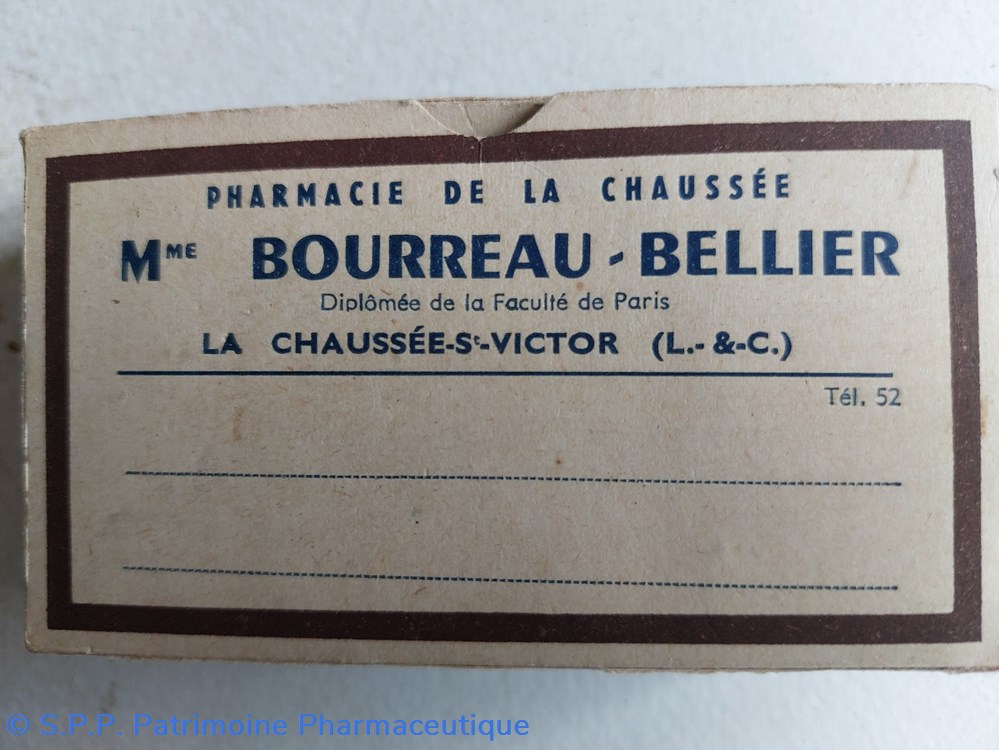 PHARMACIE DE LA CHAUSSÉE
Mᵐᵉ BOURREAU - BELLIER
Diplômée de la Faculté de Paris
LA CHAUSSÉE-Sᵗ-VICTOR (L.-&-C.)
Tél. 52
© S.P.P. Patrimoine Pharmaceutique